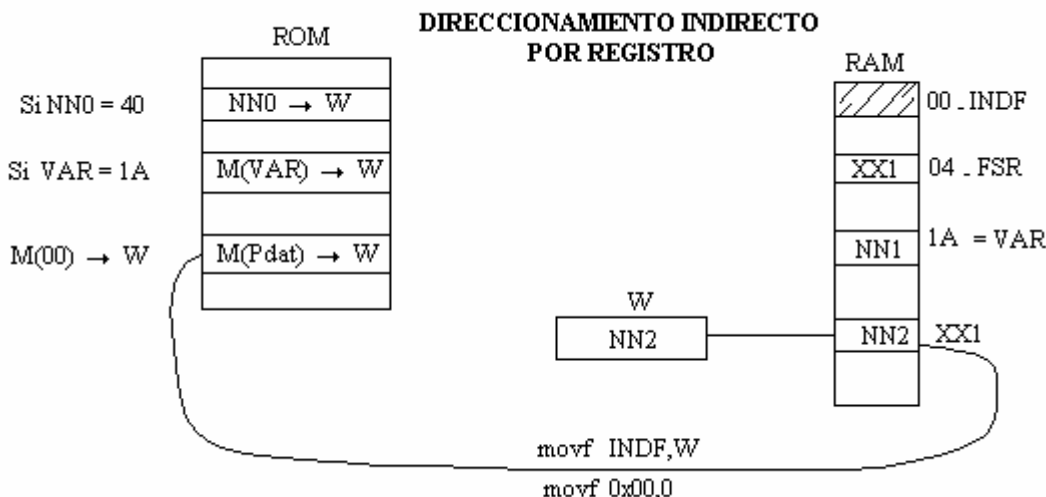 DIRECCIONAMIENTO INDIRECTO
POR REGISTRO
ROM
RAM
Si NN0 = 40
NN0 → W
00 - INDF
Si VAR = 1A
M(VAR) → W
XX1
04 - FSR
M(00) → W
M(Pdat) → W
NN1
1A = VAR
W
NN2
NN2
XX1
movf INDF,W
movf 0x00,0